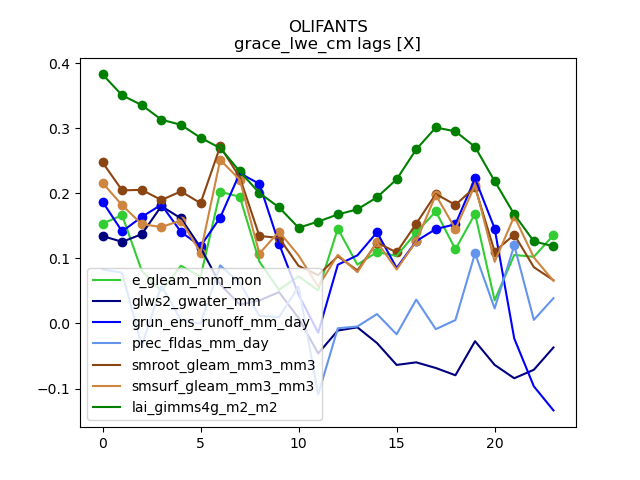 OLIFANTS
grace_lwe_cm lags [X]
0.4
0.3
0.2
0.1
0.0
−0.1
e_gleam_mm_mon
glws2_gwater_mm
grun_ens_runoff_mm_day
prec_fldas_mm_day
smroot_gleam_mm3_mm3
smsurf_gleam_mm3_mm3
lai_gimms4g_m2_m2
0 5 10 15 20